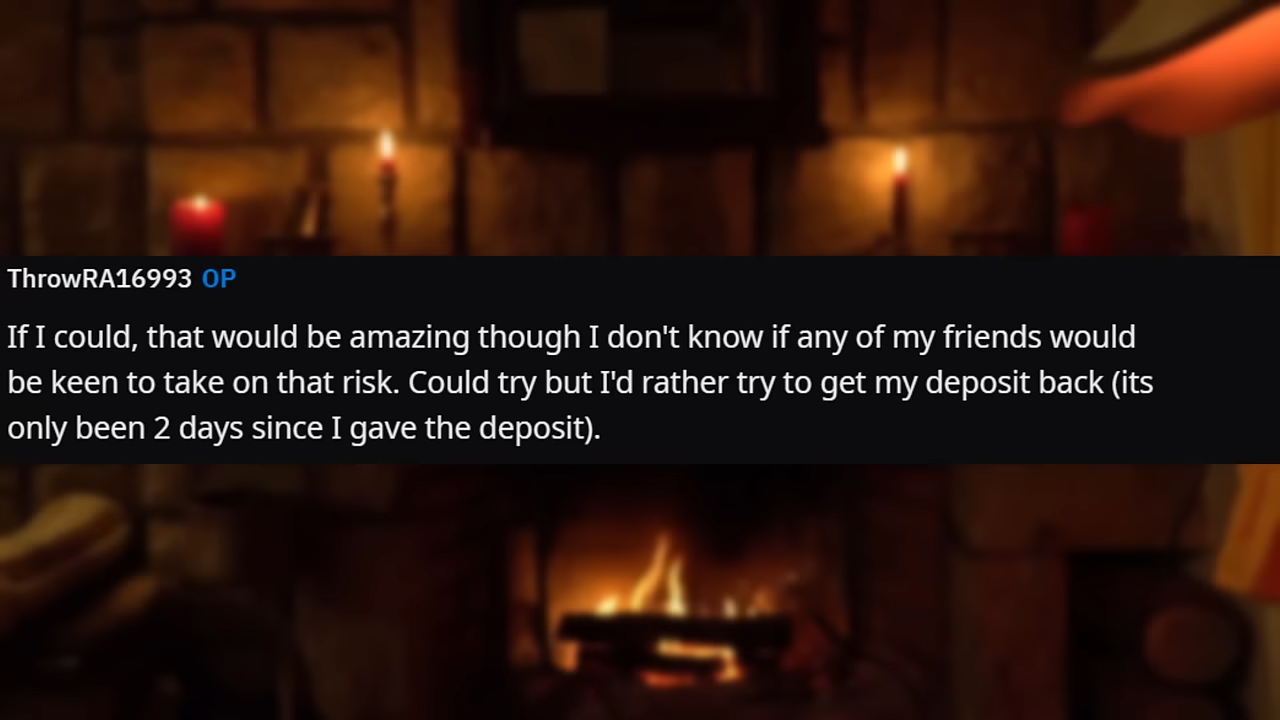 ThrowRA16993 OP
If I could, that would be amazing though I don't know if any of my friends would
be keen to take on that risk. Could try but I'd rather try to get my deposit back (its
only been 2 days since I gave the deposit).